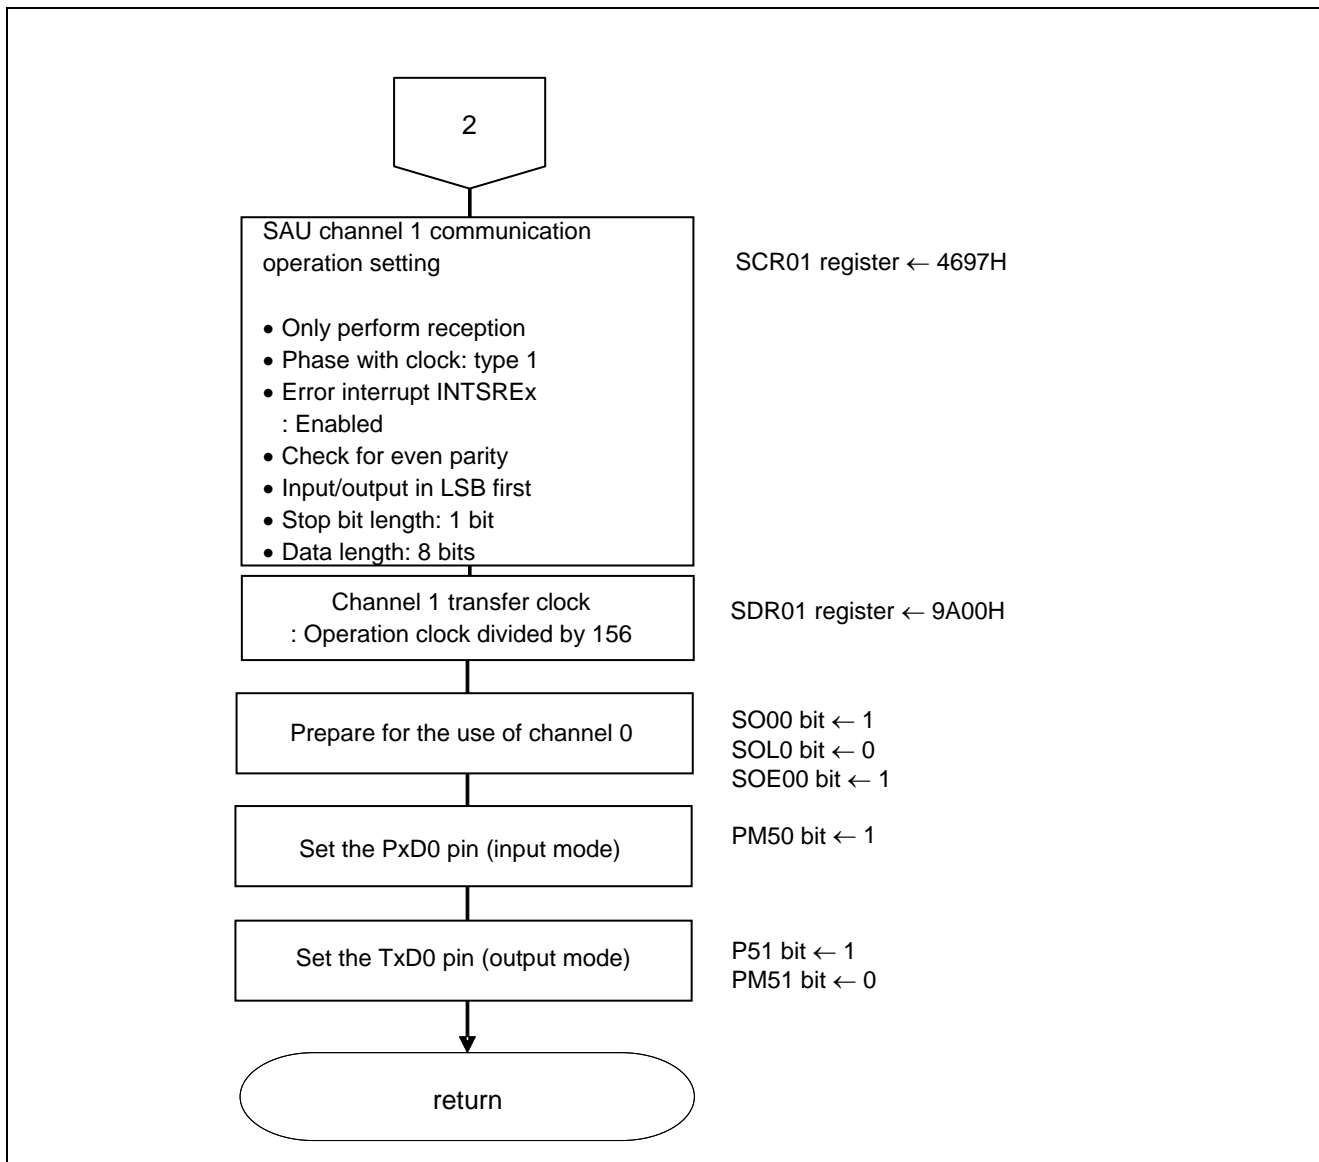 2
SAU channel 1 communication
operation setting
SCR01 register ← 4697H
• Only perform reception
• Phase with clock: type 1
• Error interrupt INTSREx
: Enabled
• Check for even parity
• Input/output in LSB first
• Stop bit length: 1 bit
• Data length: 8 bits
Channel 1 transfer clock
: Operation clock divided by 156
SDR01 register ← 9A00H
Prepare for the use of channel 0
SO00 bit ← 1
SOL0 bit ← 0
SOE00 bit ← 1
Set the PxD0 pin (input mode)
PM50 bit ← 1
Set the TxD0 pin (output mode)
P51 bit ← 1
PM51 bit ← 0
return